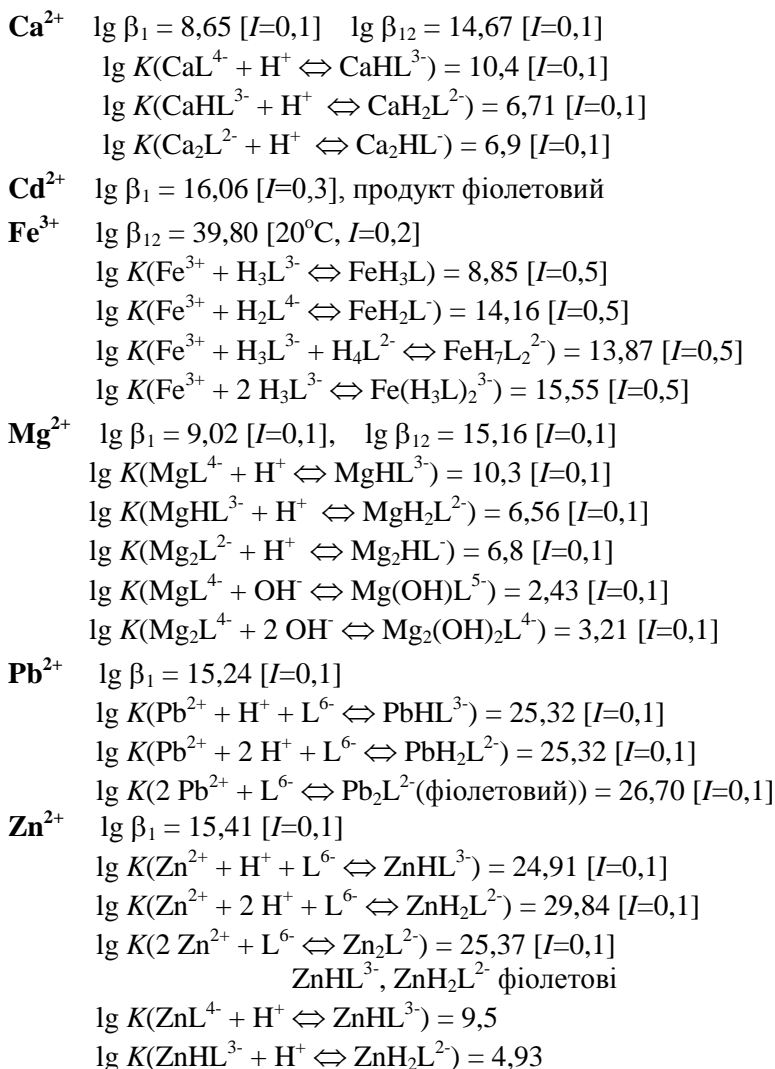 Ca²⁺ lg β₁ = 8,65 [I=0,1] lg β₁₂ = 14,67 [I=0,1]
lg K(CaL⁴⁻ + H⁺ ⇔ CaHL³⁻) = 10,4 [I=0,1]
lg K(CaHL³⁻ + H⁺ ⇔ CaH₂L²⁻) = 6,71 [I=0,1]
lg K(Ca₂L²⁻ + H⁺ ⇔ Ca₂HL⁻) = 6,9 [I=0,1]
Cd²⁺ lg β₁ = 16,06 [I=0,3], продукт фіолетовий
Fe³⁺ lg β₁₂ = 39,80 [20°C, I=0,2]
lg K(Fe³⁺ + H₃L³⁻ ⇔ FeH₃L) = 8,85 [I=0,5]
lg K(Fe³⁺ + H₂L⁴⁻ ⇔ FeH₂L⁻) = 14,16 [I=0,5]
lg K(Fe³⁺ + H₃L³⁻ + H₄L²⁻ ⇔ FeH₇L₂²⁻) = 13,87 [I=0,5]
lg K(Fe³⁺ + 2 H₃L³⁻ ⇔ Fe(H₃L)₂³⁻) = 15,55 [I=0,5]
Mg²⁺ lg β₁ = 9,02 [I=0,1], lg β₁₂ = 15,16 [I=0,1]
lg K(MgL⁴⁻ + H⁺ ⇔ MgHL³⁻) = 10,3 [I=0,1]
lg K(MgHL³⁻ + H⁺ ⇔ MgH₂L²⁻) = 6,56 [I=0,1]
lg K(Mg₂L²⁻ + H⁺ ⇔ Mg₂HL⁻) = 6,8 [I=0,1]
lg K(MgL⁴⁻ + OH⁻ ⇔ Mg(OH)L⁵⁻) = 2,43 [I=0,1]
lg K(Mg₂L⁴⁻ + 2 OH⁻ ⇔ Mg₂(OH)₂L⁴⁻) = 3,21 [I=0,1]
Pb²⁺ lg β₁ = 15,24 [I=0,1]
lg K(Pb²⁺ + H⁺ + L⁶⁻ ⇔ PbHL³⁻) = 25,32 [I=0,1]
lg K(Pb²⁺ + 2 H⁺ + L⁶⁻ ⇔ PbH₂L²⁻) = 25,32 [I=0,1]
lg K(2 Pb²⁺ + L⁶⁻ ⇔ Pb₂L²⁻(фіолетовий)) = 26,70 [I=0,1]
Zn²⁺ lg β₁ = 15,41 [I=0,1]
lg K(Zn²⁺ + H⁺ + L⁶⁻ ⇔ ZnHL³⁻) = 24,91 [I=0,1]
lg K(Zn²⁺ + 2 H⁺ + L⁶⁻ ⇔ ZnH₂L²⁻) = 29,84 [I=0,1]
lg K(2 Zn²⁺ + L⁶⁻ ⇔ Zn₂L²⁻) = 25,37 [I=0,1]
ZnHL³⁻, ZnH₂L²⁻ фіолетові
lg K(ZnL⁴⁻ + H⁺ ⇔ ZnHL³⁻) = 9,5
lg K(ZnHL³⁻ + H⁺ ⇔ ZnH₂L²⁻) = 4,93